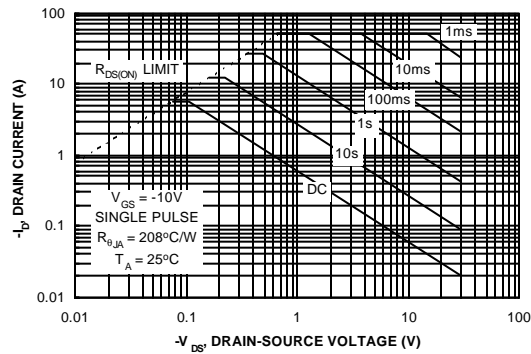 100
10
1
0.1
0.01
-I_D, DRAIN CURRENT (A)
R_DS(ON) LIMIT
1ms
10ms
100ms
1s
10s
DC
V_GS = -10V
SINGLE PULSE
R_θJA = 208°C/W
T_A = 25°C
0.01 0.1 1 10 100
-V_DS, DRAIN-SOURCE VOLTAGE (V)